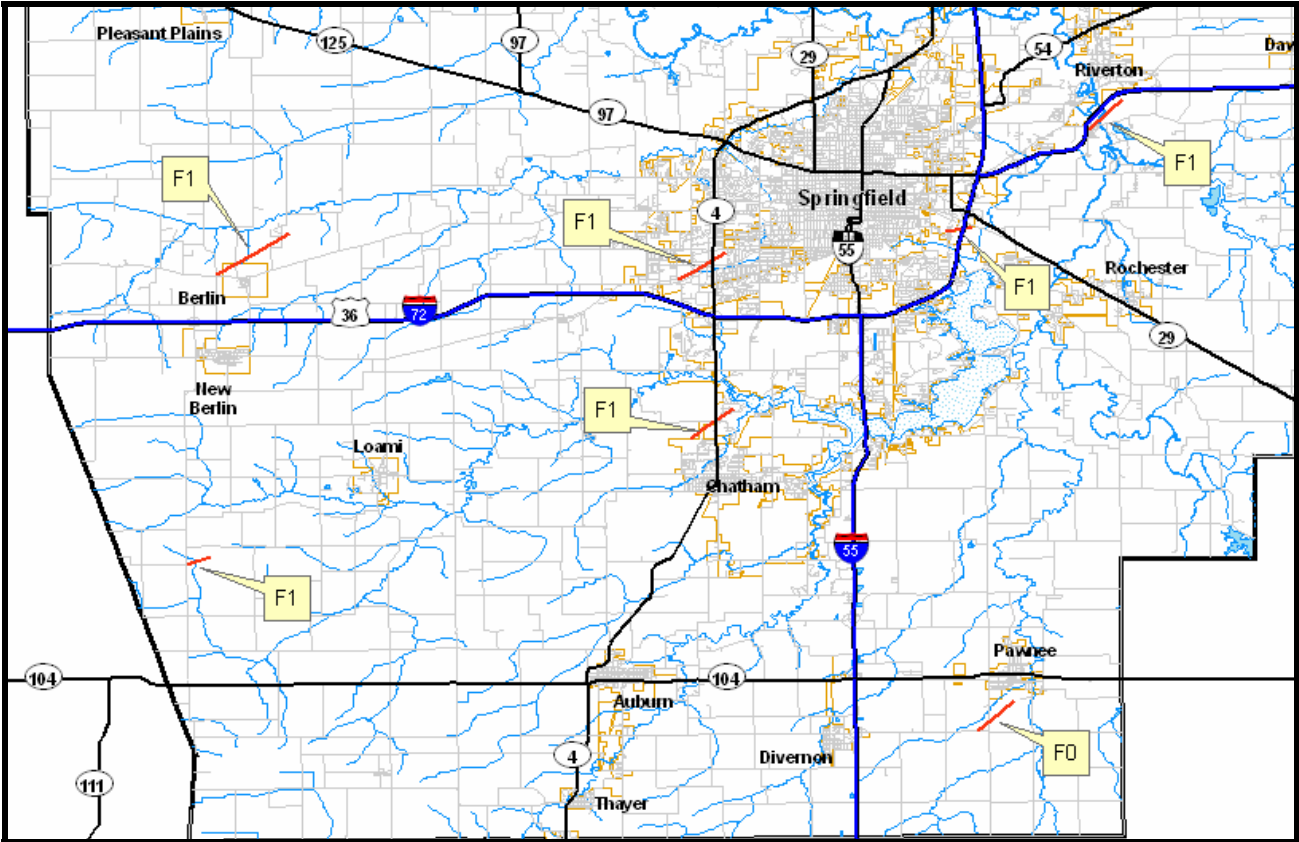 Pleasant Plains
125
97
29
54
Day
Riverton
97
F1
F1
Springfield
4
F1
55
Rochester
F1
Berlin
36
72
29
New
Berlin
F1
Loami
Chatham
55
F1
Pawnee
104
104
Auburn
F0
4
Divernon
111
Thayer